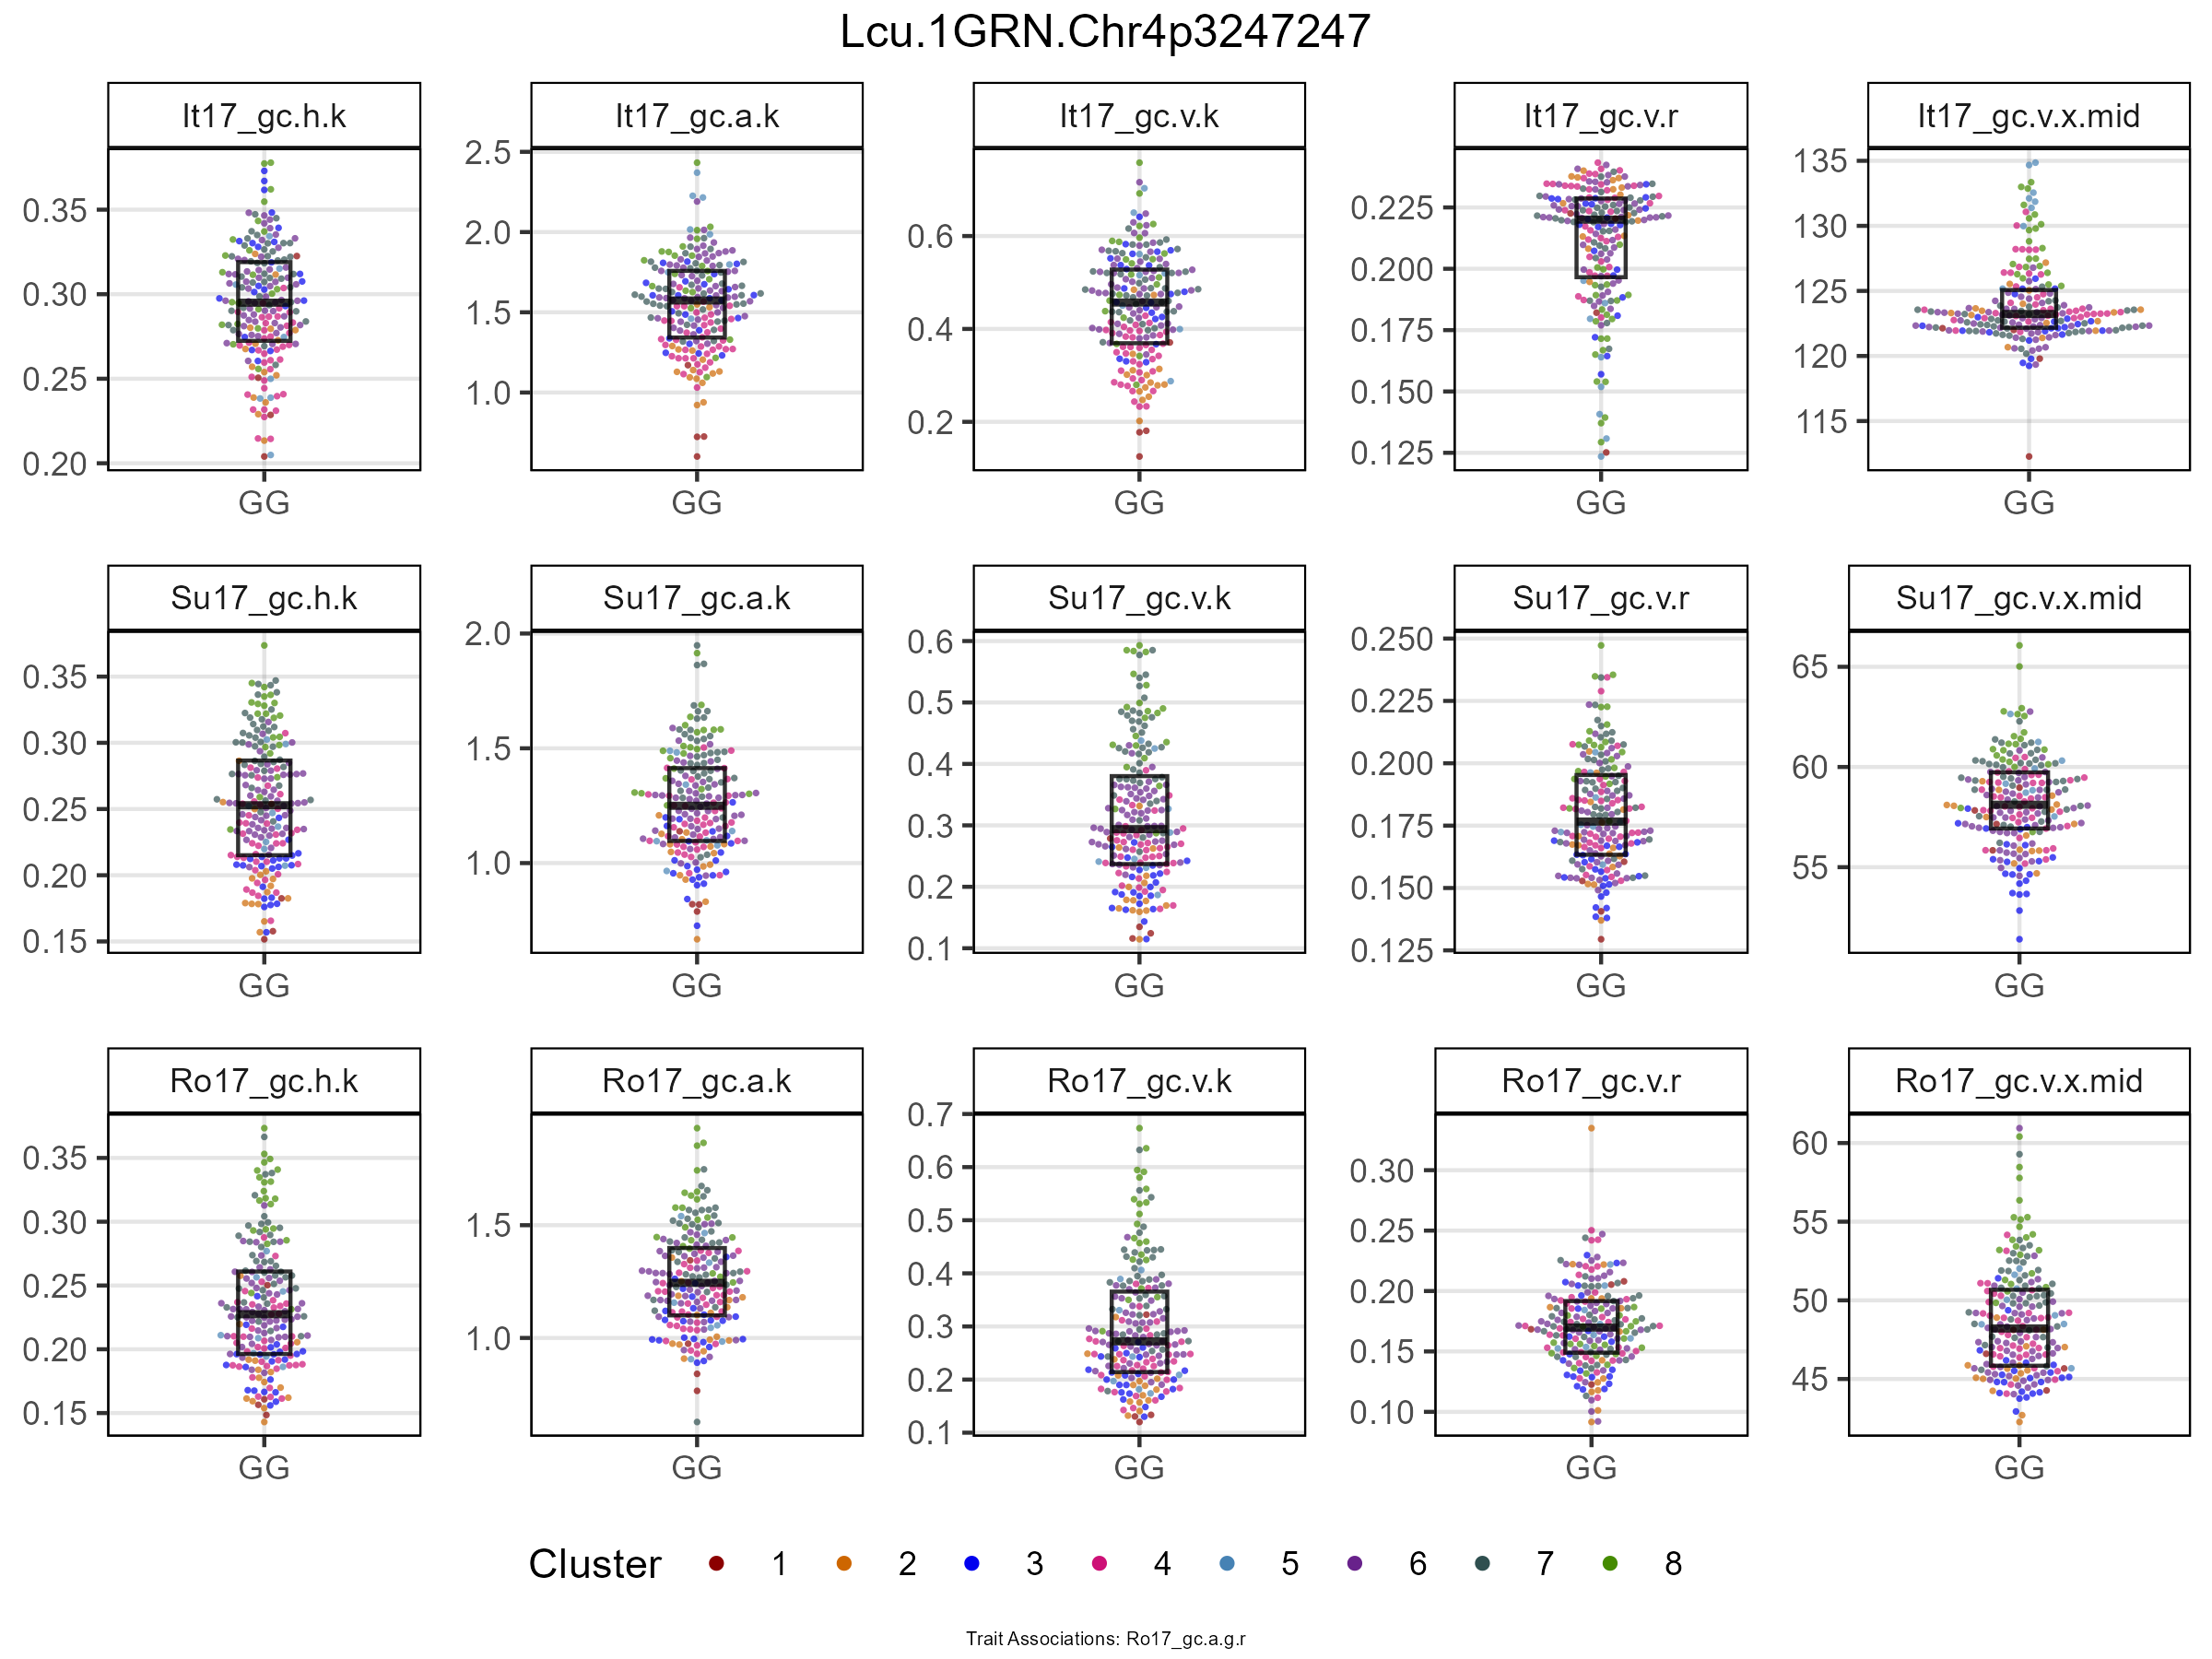 Lcu.1GRN.Chr4p3247247
It17_gc.h.k
It17_gc.a.k
It17_gc.v.k
It17_gc.v.r
It17_gc.v.x.mid
0.35
0.30
0.25
0.20
GG
2.5
2.0
1.5
1.0
GG
0.6
0.4
0.2
GG
0.225
0.200
0.175
0.150
0.125
GG
135
130
125
120
115
GG
Su17_gc.h.k
Su17_gc.a.k
Su17_gc.v.k
Su17_gc.v.r
Su17_gc.v.x.mid
0.35
0.30
0.25
0.20
0.15
GG
2.0
1.5
1.0
GG
0.6
0.5
0.4
0.3
0.2
0.1
GG
0.250
0.225
0.200
0.175
0.150
0.125
GG
65
60
55
GG
Ro17_gc.h.k
Ro17_gc.a.k
Ro17_gc.v.k
Ro17_gc.v.r
Ro17_gc.v.x.mid
0.35
0.30
0.25
0.20
0.15
GG
1.5
1.0
GG
0.7
0.6
0.5
0.4
0.3
0.2
0.1
GG
0.30
0.25
0.20
0.15
0.10
GG
60
55
50
45
GG
Cluster 1 2 3 4 5 6 7 8
Trait Associations: Ro17_gc.a.g.r